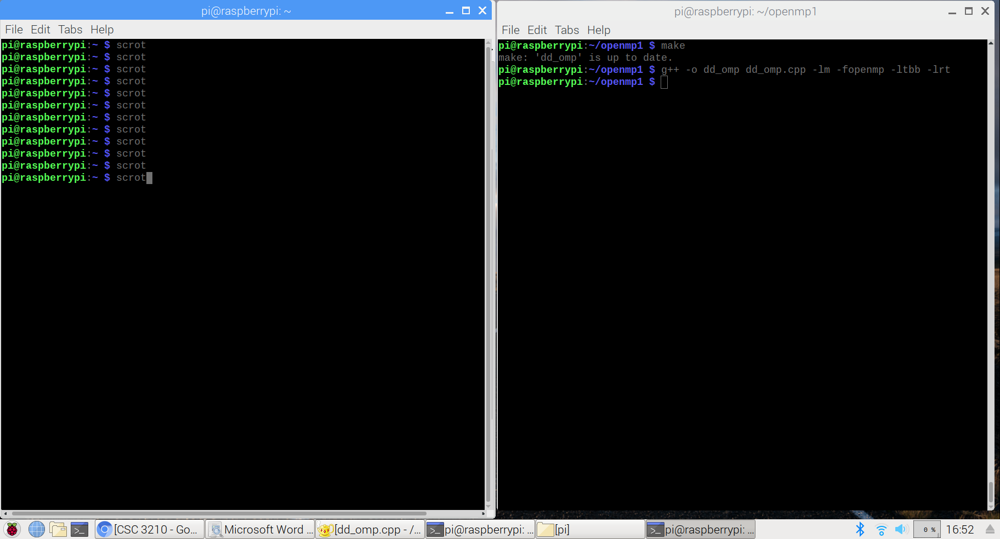 pi@raspberrypi: ~
File Edit Tabs Help
pi@raspberrypi:~ $ scrot
pi@raspberrypi:~ $ scrot
pi@raspberrypi:~ $ scrot
pi@raspberrypi:~ $ scrot
pi@raspberrypi:~ $ scrot
pi@raspberrypi:~ $ scrot
pi@raspberrypi:~ $ scrot
pi@raspberrypi:~ $ scrot
pi@raspberrypi:~ $ scrot
pi@raspberrypi:~ $ scrot
pi@raspberrypi:~ $ scrot
pi@raspberrypi:~ $ scrot
pi@raspberrypi: ~/openmp1
File Edit Tabs Help
pi@raspberrypi:~/openmp1 $ make
make: 'dd_omp' is up to date.
pi@raspberrypi:~/openmp1 $ g++ -o dd_omp dd_omp.cpp -lm -fopenmp -ltbb -lrt
pi@raspberrypi:~/openmp1 $
[CSC 3210 - Go... Microsoft Word ... [dd_omp.cpp - /... pi@raspberrypi: ... [pi] pi@raspberrypi: ... 0 % 16:52